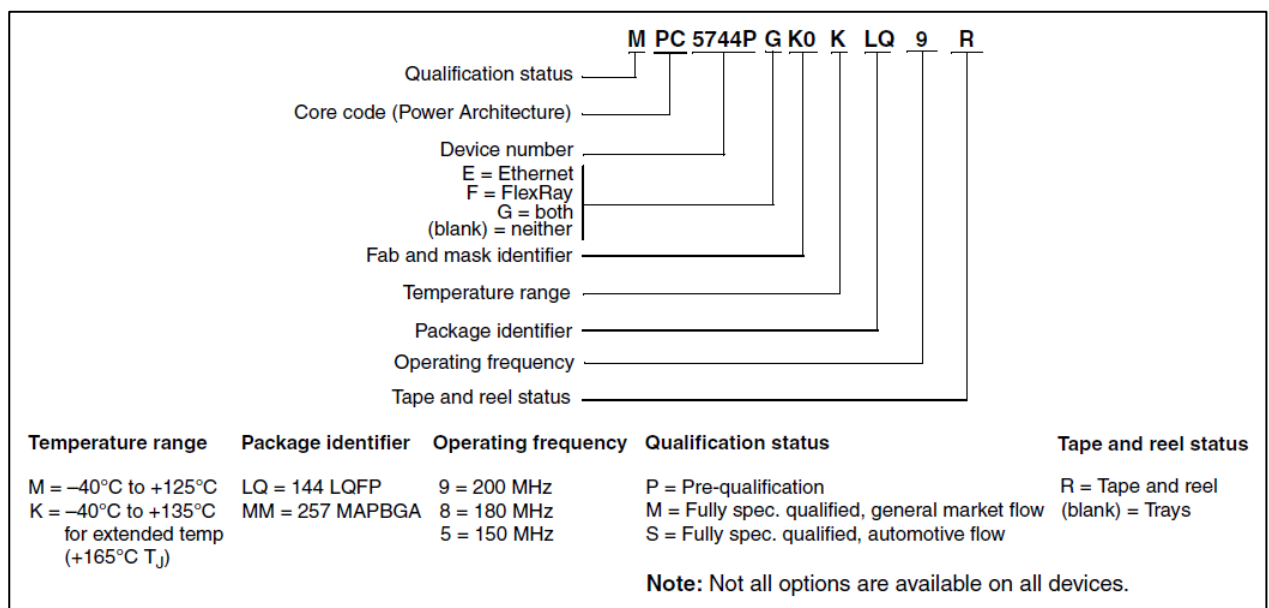 M PC 5744P G K0 K LQ 9 R
Qualification status
Core code (Power Architecture)
Device number
E = Ethernet
F = FlexRay
G = both
(blank) = neither
Fab and mask identifier
Temperature range
Package identifier
Operating frequency
Tape and reel status
Temperature range
M = –40°C to +125°C
K = –40°C to +135°C
for extended temp
(+165°C TJ)
Package identifier
LQ = 144 LQFP
MM = 257 MAPBGA
Operating frequency
9 = 200 MHz
8 = 180 MHz
5 = 150 MHz
Qualification status
P = Pre-qualification
M = Fully spec. qualified, general market flow
S = Fully spec. qualified, automotive flow
Tape and reel status
R = Tape and reel
(blank) = Trays
Note: Not all options are available on all devices.